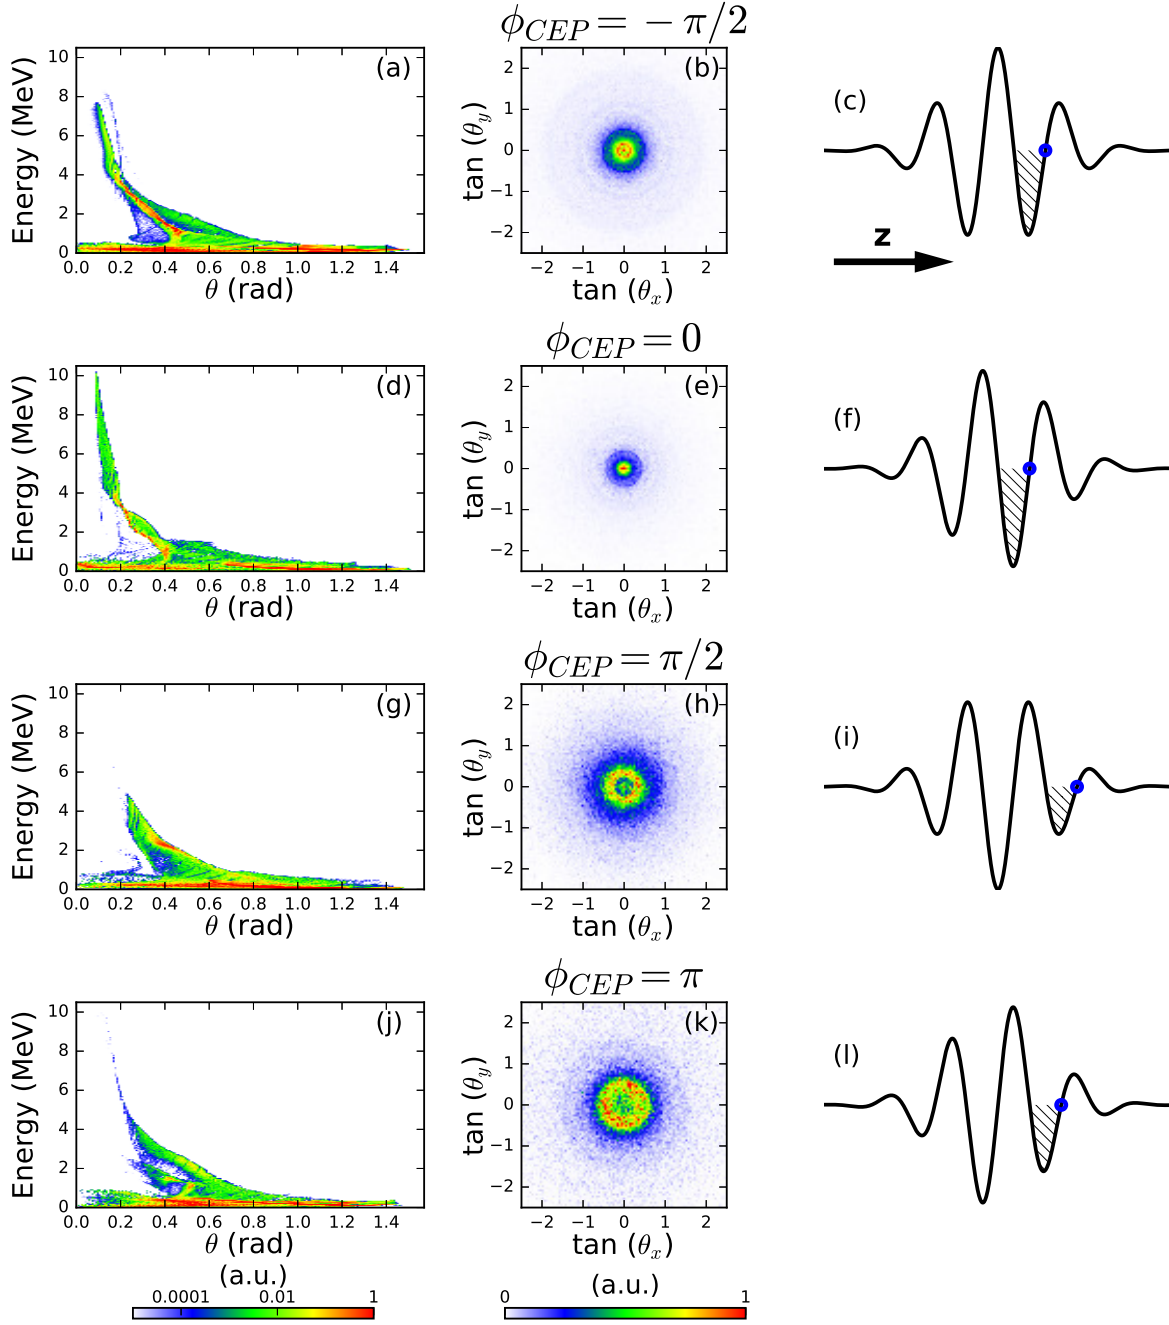 ϕCEP = − π/2
Energy (MeV)
10
8
6
4
2
0
0.0 0.2 0.4 0.6 0.8 1.0 1.2 1.4
θ (rad)
(a)
tan (θy)
2
1
0
−1
−2
−2 −1 0 1 2
tan (θx)
(b)
(c)
z
ϕCEP = 0
Energy (MeV)
10
8
6
4
2
0
0.0 0.2 0.4 0.6 0.8 1.0 1.2 1.4
θ (rad)
(d)
tan (θy)
2
1
0
−1
−2
−2 −1 0 1 2
tan (θx)
(e)
(f)
ϕCEP = π/2
Energy (MeV)
10
8
6
4
2
0
0.0 0.2 0.4 0.6 0.8 1.0 1.2 1.4
θ (rad)
(g)
tan (θy)
2
1
0
−1
−2
−2 −1 0 1 2
tan (θx)
(h)
(i)
ϕCEP = π
Energy (MeV)
10
8
6
4
2
0
0.0 0.2 0.4 0.6 0.8 1.0 1.2 1.4
θ (rad)
(j)
tan (θy)
2
1
0
−1
−2
−2 −1 0 1 2
tan (θx)
(k)
(l)
(a.u.)
0.0001 0.01 1
(a.u.)
0 1